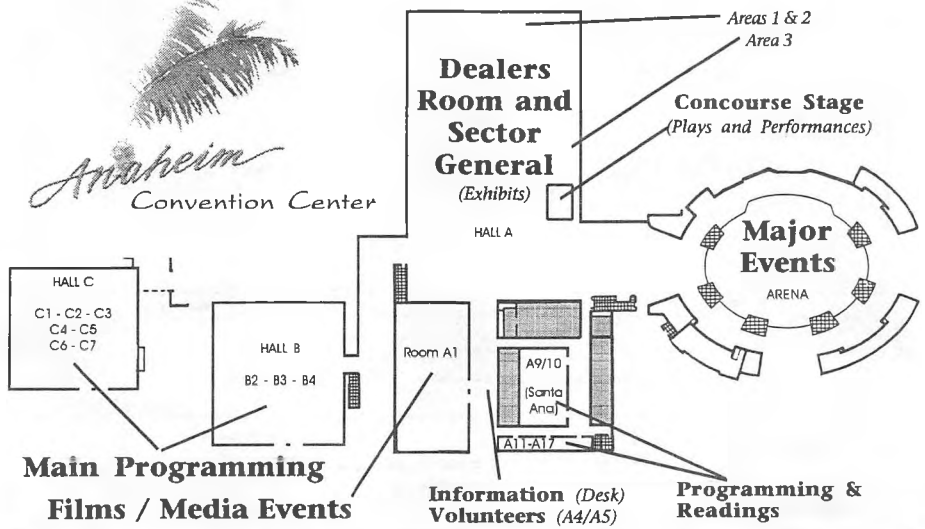 Anaheim
Convention Center
Areas 1 & 2
Area 3
Dealers
Room and
Sector
General
(Exhibits)
HALL A
Concourse Stage
(Plays and Performances)
Major
Events
ARENA
HALL C
C1 - C2 - C3
C4 - C5
C6 - C7
HALL B
B2 - B3 - B4
Room A1
A9/10
(Santa
Ana)
A11-A17
Main Programming
Films / Media Events
Information (Desk)
Volunteers (A4/A5)
Programming &
Readings